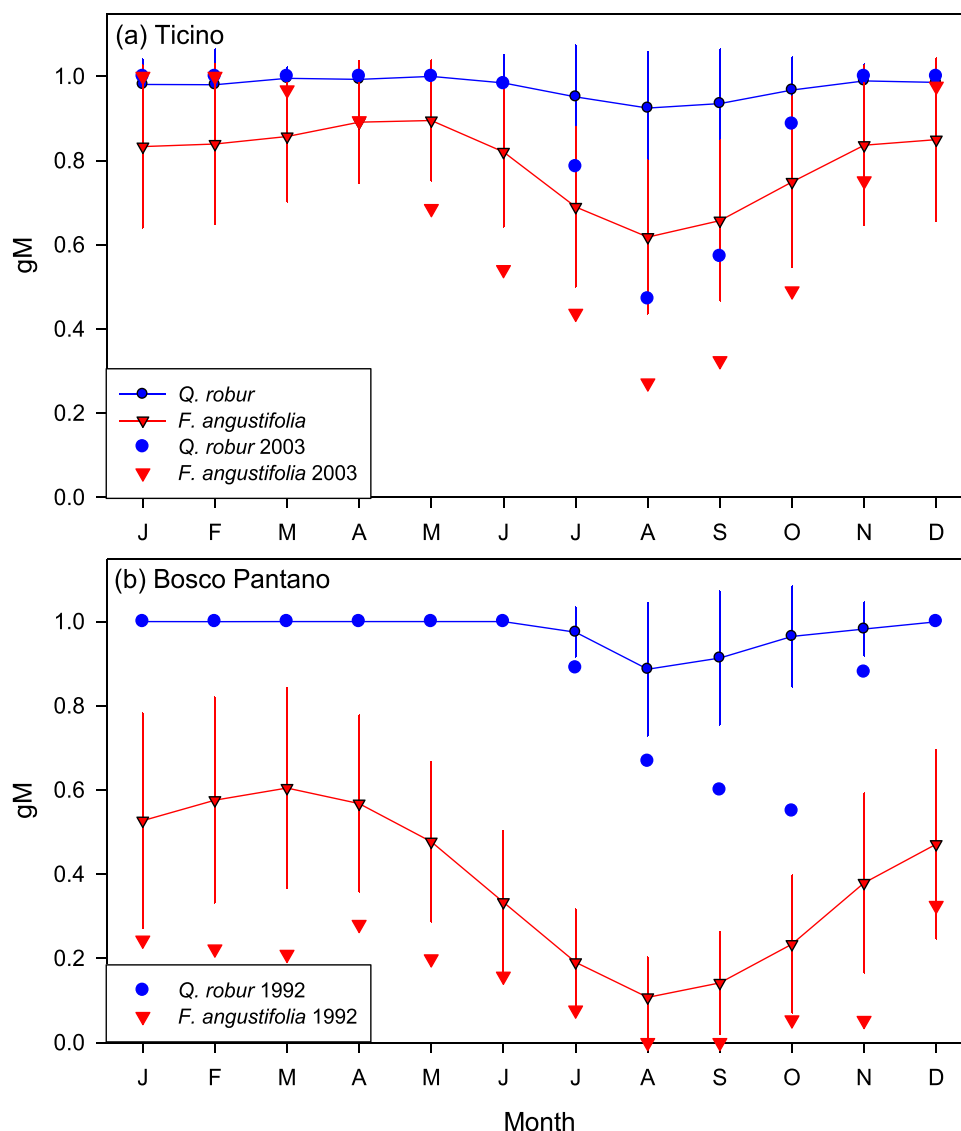 (a) Ticino
1.0
0.8
0.6
0.4
0.2
0.0
gM
Q. robur
F. angustifolia
Q. robur 2003
F. angustifolia 2003
J F M A M J J A S O N D
(b) Bosco Pantano
1.0
0.8
0.6
0.4
0.2
0.0
gM
Q. robur 1992
F. angustifolia 1992
J F M A M J J A S O N D
Month